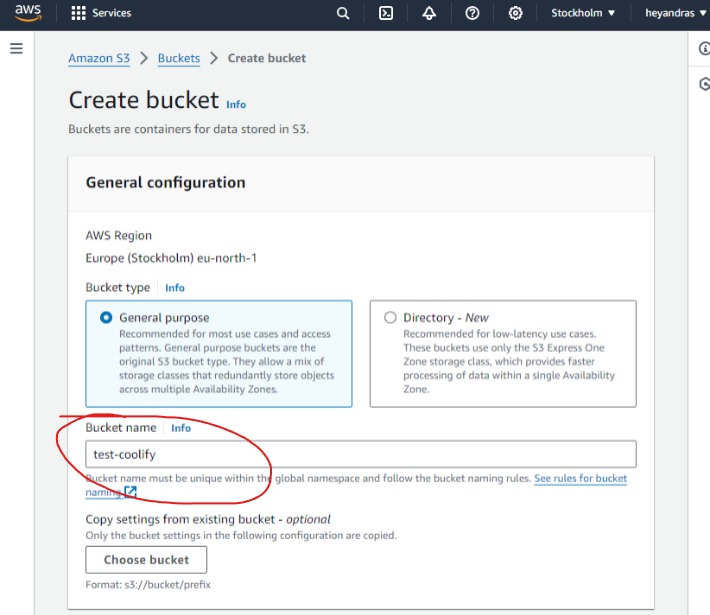 aws
Services
Stockholm ▼
heyandras ▼
Amazon S3 > Buckets > Create bucket
Create bucket Info
Buckets are containers for data stored in S3.
General configuration
AWS Region
Europe (Stockholm) eu-north-1
Bucket type Info
General purpose
Recommended for most use cases and access
patterns. General purpose buckets are the
original S3 bucket type. They allow a mix of
storage classes that redundantly store objects
across multiple Availability Zones.
Directory - New
Recommended for low-latency use cases.
These buckets use only the S3 Express One
Zone storage class, which provides faster
processing of data within a single Availability
Zone.
Bucket name Info
test-coolify
Bucket name must be unique within the global namespace and follow the bucket naming rules. See rules for bucket
naming
Copy settings from existing bucket - optional
Only the bucket settings in the following configuration are copied.
Choose bucket
Format: s3://bucket/prefix